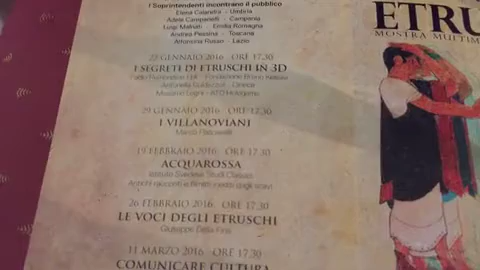 I Soprintendenti incontrano il pubblico
Elena Calandra - Umbria
Adele Campanelli - Campania
Luigi Malnati - Emilia Romagna
Andrea Pessina - Toscana
Alfonsina Russo - Lazio
22 GENNAIO 2016 ORE 17.30
I SEGRETI DI ETRUSCHI IN 3D
29 GENNAIO 2016 ORE 17.30
I VILLANOVIANI
19 FEBBRAIO 2016 ORE 17.30
ACQUAROSSA
Istituto Svedese Studi Classici
26 FEBBRAIO 2016 ORE 17.30
LE VOCI DEGLI ETRUSCHI
Giuseppe Della Fina
11 MARZO 2016 ORE 17.30
COMUNICARE CULTURA
ETRU
MOSTRA MULTIM